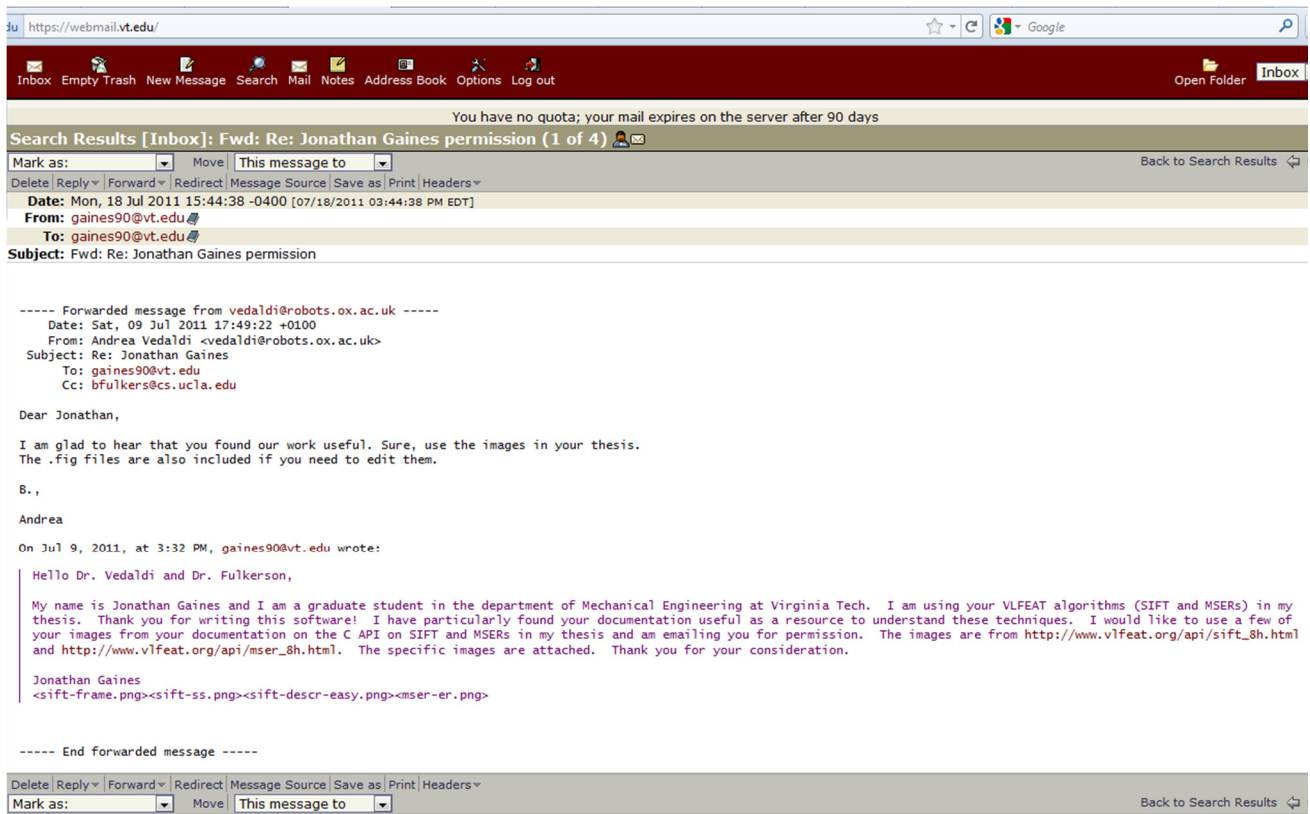 du https://webmail.vt.edu/ Google
Inbox Empty Trash New Message Search Mail Notes Address Book Options Log out Open Folder Inbox
You have no quota; your mail expires on the server after 90 days
Search Results [Inbox]: Fwd: Re: Jonathan Gaines permission (1 of 4)
Mark as: Move This message to Back to Search Results
Delete Reply Forward Redirect Message Source Save as Print Headers
Date: Mon, 18 Jul 2011 15:44:38 -0400 [07/18/2011 03:44:38 PM EDT]
From: gaines90@vt.edu
To: gaines90@vt.edu
Subject: Fwd: Re: Jonathan Gaines permission
----- Forwarded message from vedaldi@robots.ox.ac.uk -----
Date: Sat, 09 Jul 2011 17:49:22 +0100
From: Andrea Vedaldi <vedaldi@robots.ox.ac.uk>
Subject: Re: Jonathan Gaines
To: gaines90@vt.edu
Cc: bfulkers@cs.ucla.edu
Dear Jonathan,
I am glad to hear that you found our work useful. Sure, use the images in your thesis.
The .fig files are also included if you need to edit them.
B.,
Andrea
On Jul 9, 2011, at 3:32 PM, gaines90@vt.edu wrote:
Hello Dr. Vedaldi and Dr. Fulkerson,
My name is Jonathan Gaines and I am a graduate student in the department of Mechanical Engineering at Virginia Tech. I am using your VLFEAT algorithms (SIFT and MSERs) in my
thesis. Thank you for writing this software! I have particularly found your documentation useful as a resource to understand these techniques. I would like to use a few of
your images from your documentation on the C API on SIFT and MSERs in my thesis and am emailing you for permission. The images are from http://www.vlfeat.org/api/sift_8h.html
and http://www.vlfeat.org/api/mser_8h.html. The specific images are attached. Thank you for your consideration.
Jonathan Gaines
<sift-frame.png><sift-ss.png><sift-descr-easy.png><mser-er.png>
----- End forwarded message -----
Delete Reply Forward Redirect Message Source Save as Print Headers
Mark as: Move This message to Back to Search Results